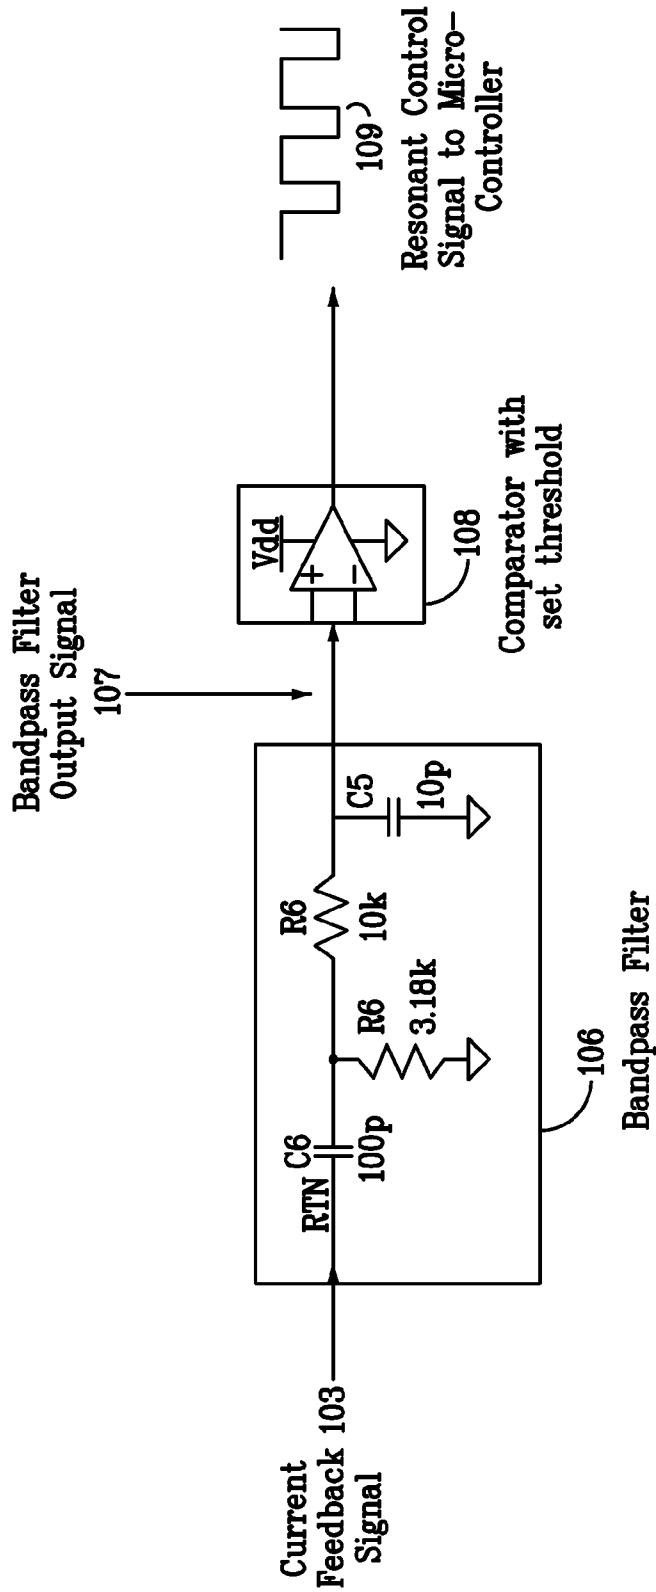 Current
Feedback 103
Signal
RTN
C6
100p
R6
3.18k
R6
10k
C5
10p
106
Bandpass Filter
Bandpass Filter
Output Signal
107
Vdd
+
−
108
Comparator with
set threshold
109
Resonant Control
Signal to Micro-
Controller